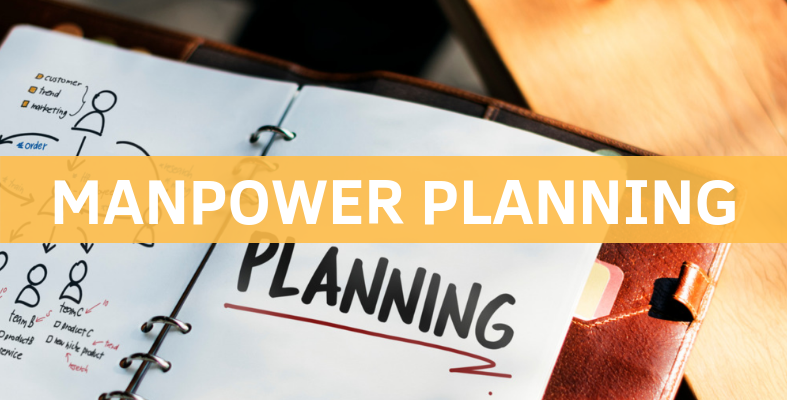 customer
trend
marketing
order
MANPOWER PLANNING
PLANNING
team B
team C
product B
product C
service
new niche product